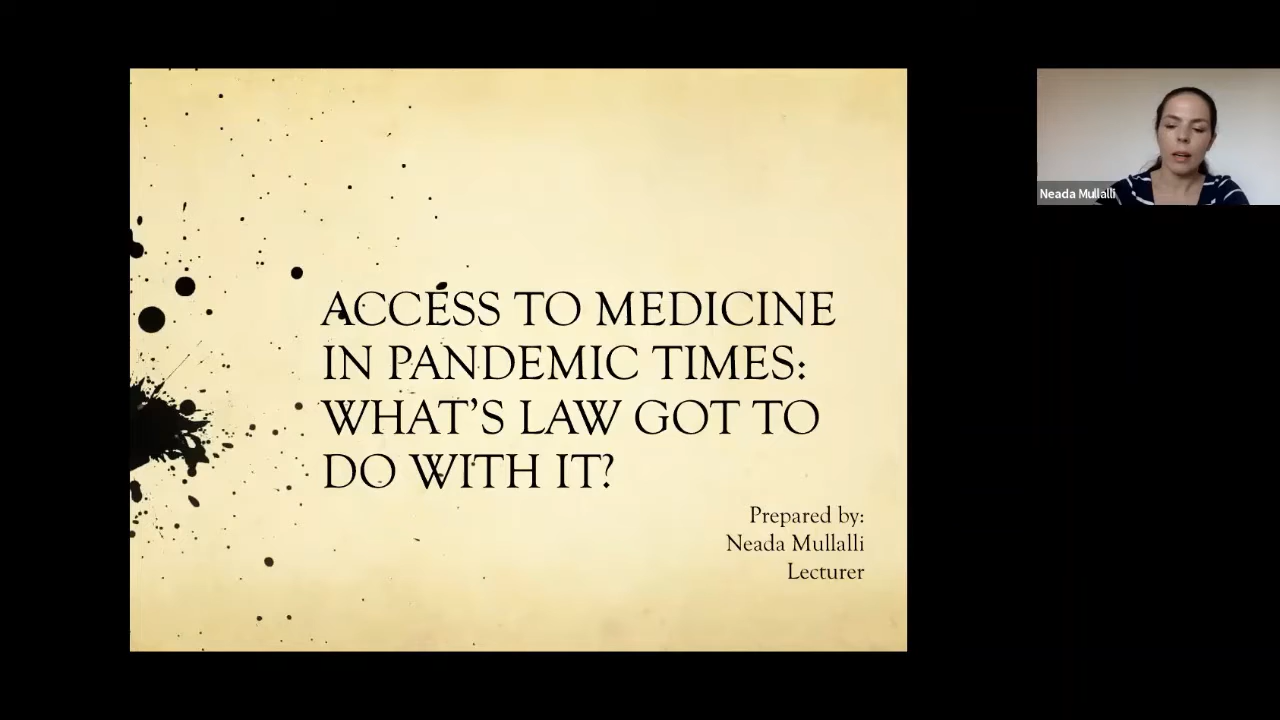 ACCESS TO MEDICINE
IN PANDEMIC TIMES:
WHAT'S LAW GOT TO
DO WITH IT?
Prepared by:
Neada Mullalli
Lecturer
Neada Mullalli